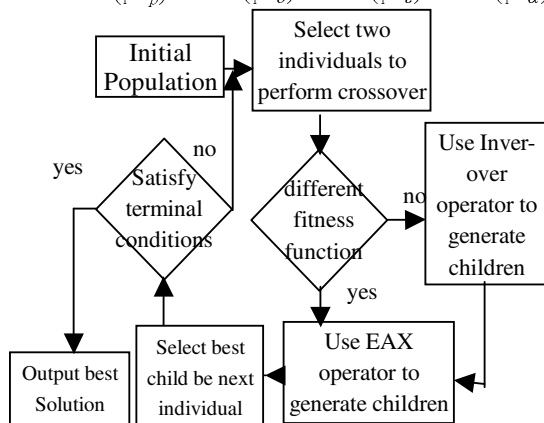 Initial
Population
Select two
individuals to
perform crossover
yes
no
Satisfy
terminal
conditions
different
fitness
function
no
Use Inver-
over
operator to
generate
children
yes
Output best
Solution
Select best
child be next
individual
Use EAX
operator to
generate children